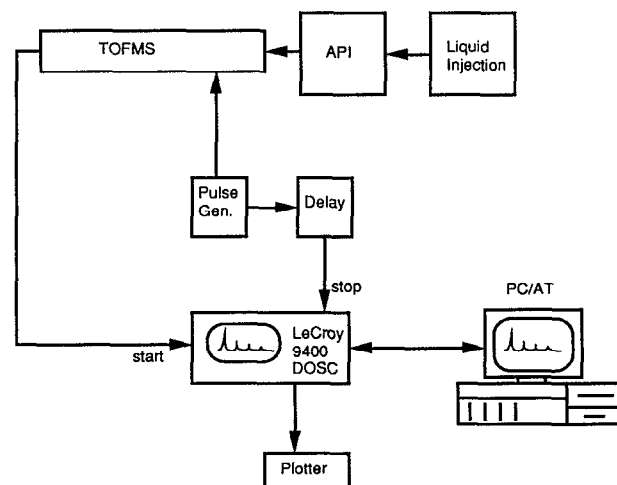 TOFMS
API
Liquid
Injection
Pulse
Gen.
Delay
stop
PC/AT
start
LeCroy
9400
DOSC
Plotter